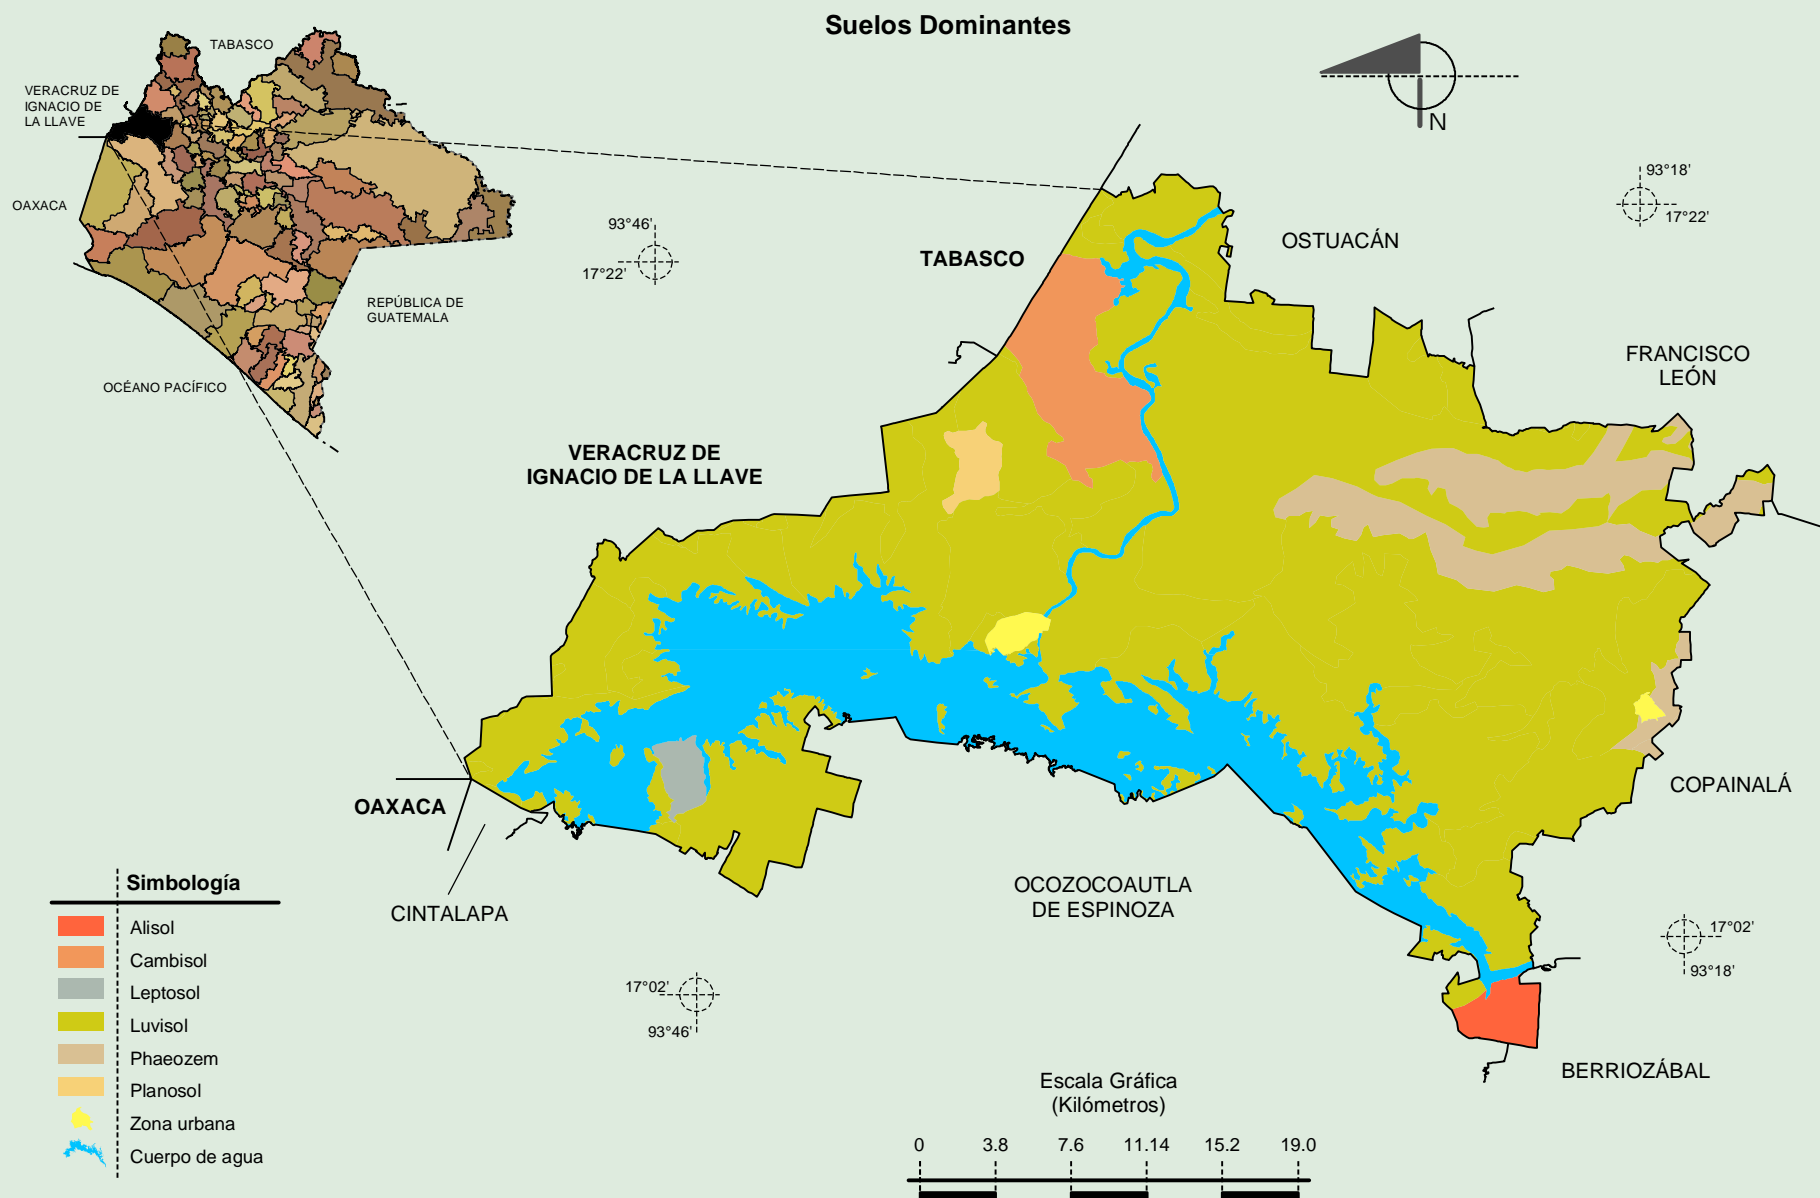 Suelos Dominantes
TABASCO
VERACRUZ DE
IGNACIO DE
LA LLAVE
OAXACA
REPÚBLICA DE
GUATEMALA
OCÉANO PACÍFICO
N
93°18'
17°22'
93°46'
17°22'
TABASCO
OSTUACÁN
FRANCISCO
LEÓN
VERACRUZ DE
IGNACIO DE LA LLAVE
OAXACA
CINTALAPA
COPAINALÁ
OCOZOCOAUTLA
DE ESPINOZA
17°02'
93°18'
17°02'
93°46'
BERRIOZÁBAL
Simbología
Alisol
Cambisol
Leptosol
Luvisol
Phaeozem
Planosol
Zona urbana
Cuerpo de agua
Escala Gráfica
(Kilómetros)
0 3.8 7.6 11.14 15.2 19.0